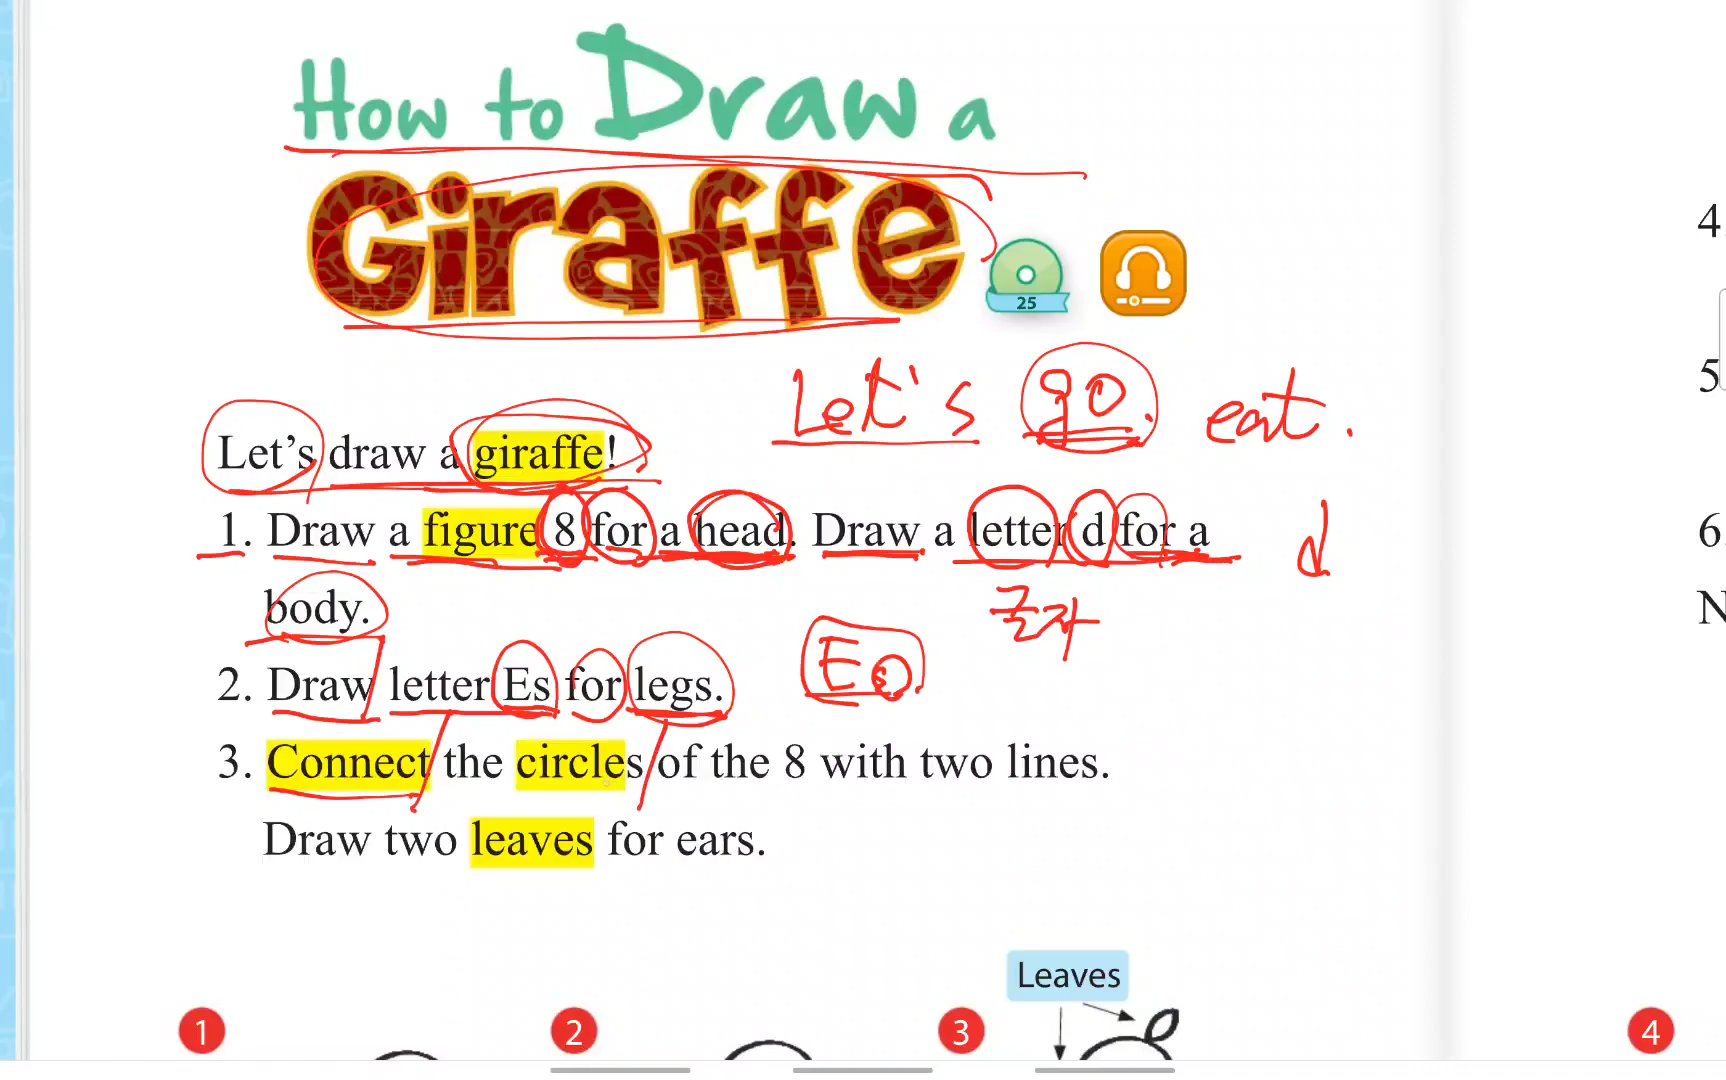 How to Draw a
Giraffe
25
Let's go. eat.
Let's draw a giraffe!
1. Draw a figure 8 for a head. Draw a letter d for a
d
body.
글자
2. Draw letter Es for legs.
Es
3. Connect the circles of the 8 with two lines.
Draw two leaves for ears.
Leaves
1
2
3
4
5
6.
N
4